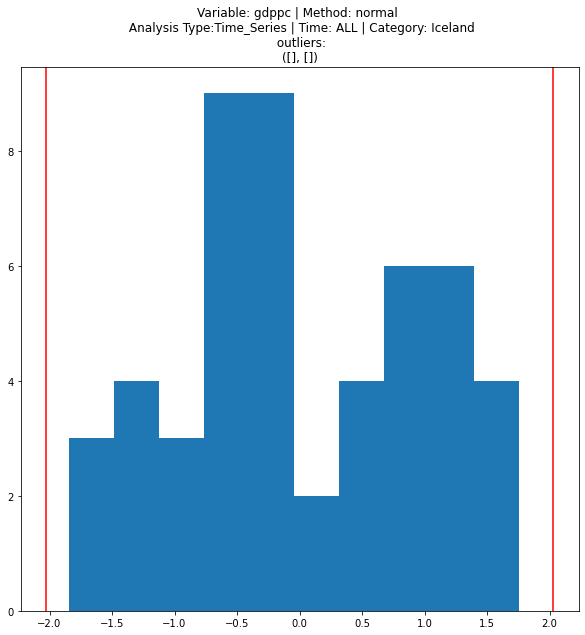 Variable: gdppc | Method: normal
Analysis Type:Time_Series | Time: ALL | Category: Iceland
outliers:
([], [])
8
6
4
2
0
−2.0 −1.5 −1.0 −0.5 0.0 0.5 1.0 1.5 2.0